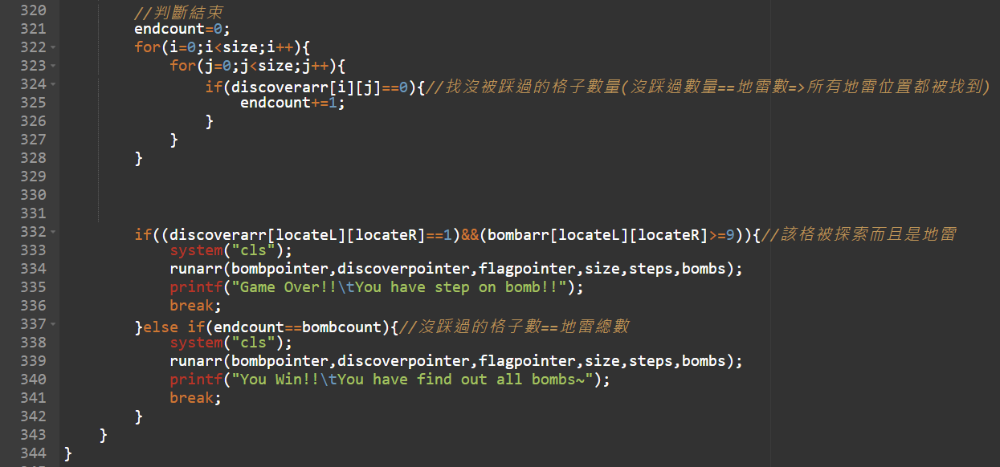 320 //判斷結束
321 endcount=0;
322 for(i=0;i<size;i++){
323 for(j=0;j<size;j++){
324 if(discoverarr[i][j]==0){//找沒被踩過的格子數量(沒踩過數量==地雷數=>所有地雷位置都被找到)
325 endcount+=1;
326 }
327 }
328 }
329
330
331
332 if((discoverarr[locateL][locateR]==1)&&(bombarr[locateL][locateR]>=9)){//該格被探索而且是地雷
333 system("cls");
334 runarr(bombpointer,discoverpointer,flagpointer,size,steps,bombs);
335 printf("Game Over!!\tYou have step on bomb!!");
336 break;
337 }else if(endcount==bombcount){//沒踩過的格子數==地雷總數
338 system("cls");
339 runarr(bombpointer,discoverpointer,flagpointer,size,steps,bombs);
340 printf("You Win!!\tYou have find out all bombs~");
341 break;
342 }
343 }
344 }